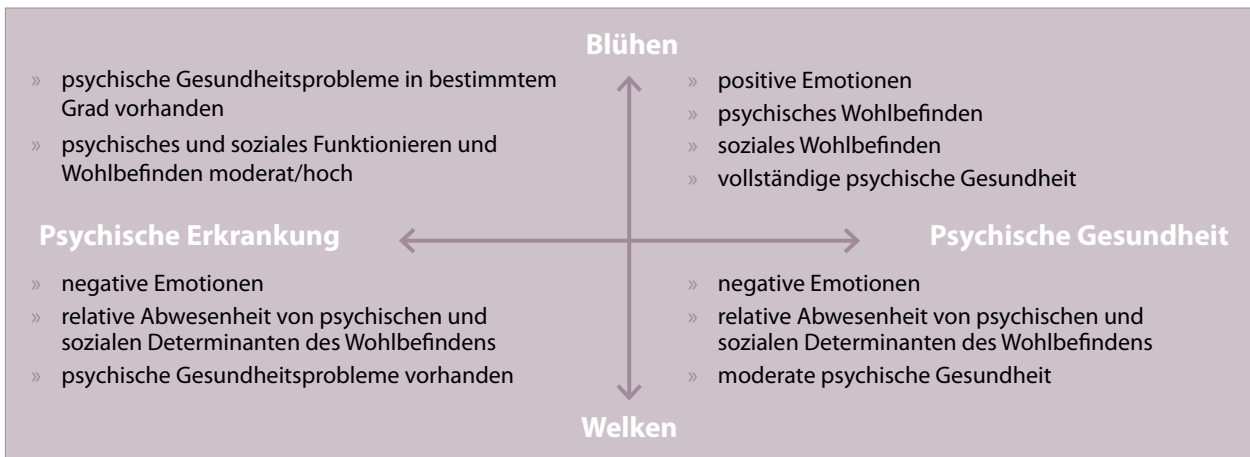 Blühen
» psychische Gesundheitsprobleme in bestimmtem
Grad vorhanden
» psychisches und soziales Funktionieren und
Wohlbefinden moderat/hoch
» positive Emotionen
» psychisches Wohlbefinden
» soziales Wohlbefinden
» vollständige psychische Gesundheit
Psychische Erkrankung
Psychische Gesundheit
» negative Emotionen
» relative Abwesenheit von psychischen und
sozialen Determinanten des Wohlbefindens
» psychische Gesundheitsprobleme vorhanden
» negative Emotionen
» relative Abwesenheit von psychischen und
sozialen Determinanten des Wohlbefindens
» moderate psychische Gesundheit
Welken